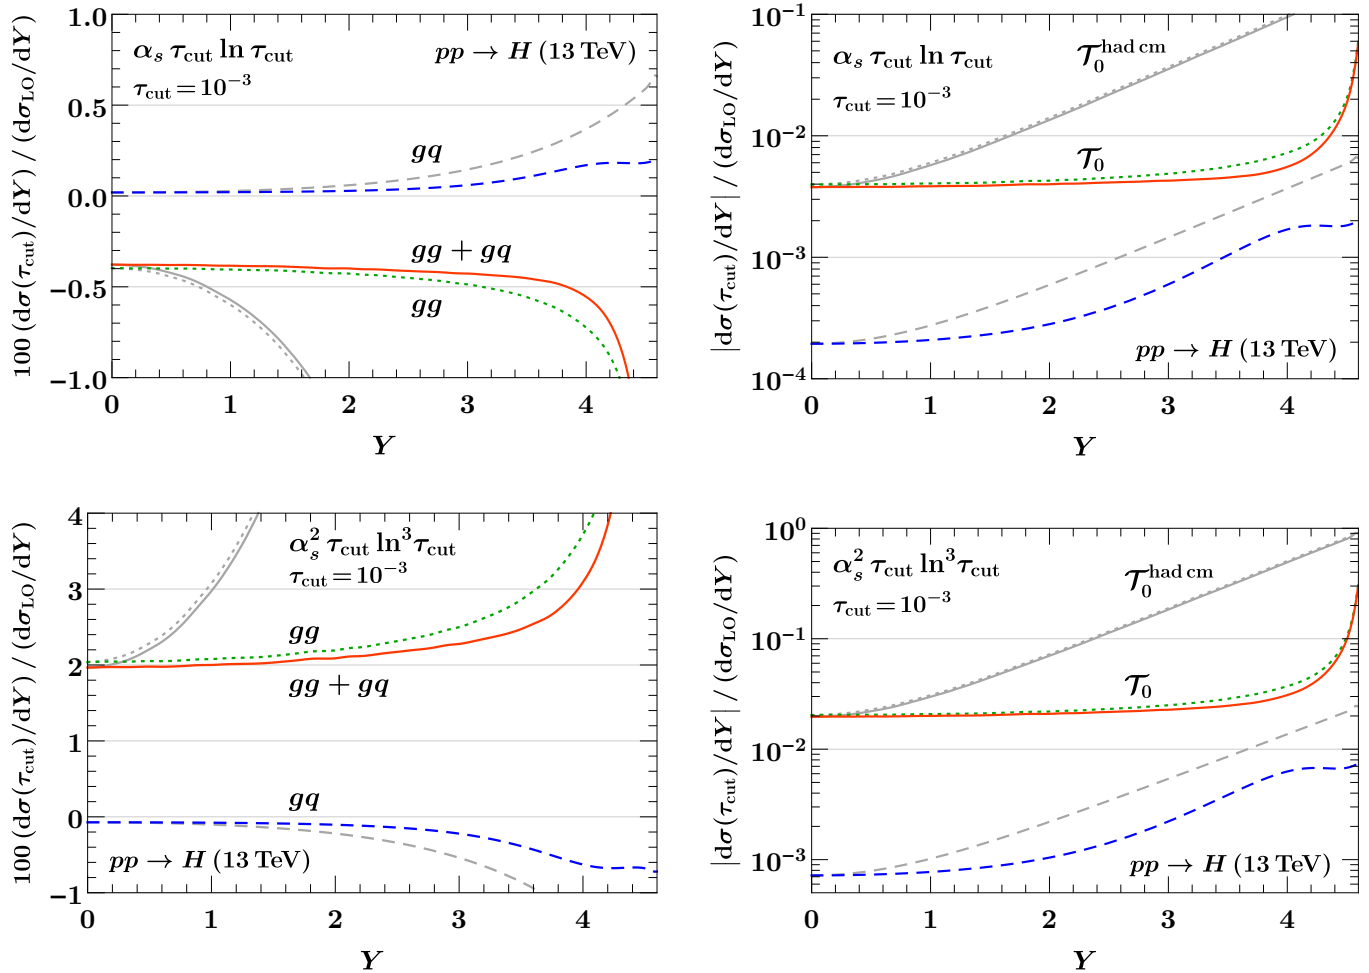 100 (dσ(τcut)/dY) / (dσLO/dY)
1.0
0.5
0.0
−0.5
−1.0
αs τcut ln τcut
pp → H (13 TeV)
τcut = 10−3
gq
gg + gq
gg
0 1 2 3 4
Y
|dσ(τcut)/dY| / (dσLO/dY)
10−1
10−2
10−3
10−4
αs τcut ln τcut
τcut = 10−3
T0had cm
T0
pp → H (13 TeV)
0 1 2 3 4
Y
100 (dσ(τcut)/dY) / (dσLO/dY)
4
3
2
1
0
−1
αs2 τcut ln3τcut
τcut = 10−3
gg
gg + gq
gq
pp → H (13 TeV)
0 1 2 3 4
Y
|dσ(τcut)/dY| / (dσLO/dY)
100
10−1
10−2
10−3
αs2 τcut ln3τcut
τcut = 10−3
T0had cm
T0
pp → H (13 TeV)
0 1 2 3 4
Y